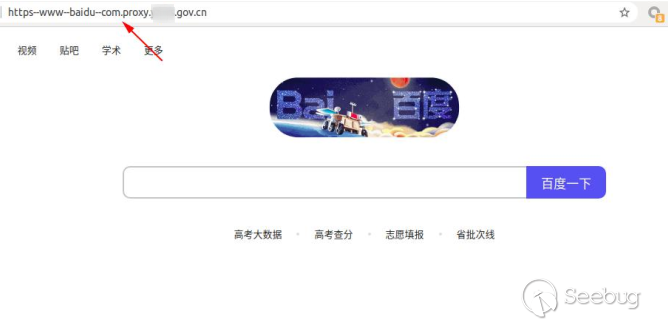 https--www--baidu--com.proxy. .gov.cn
视频 贴吧 学术 更多
Bai 百度
百度一下
高考大数据 高考查分 志愿填报 省批次线
Seebug
8